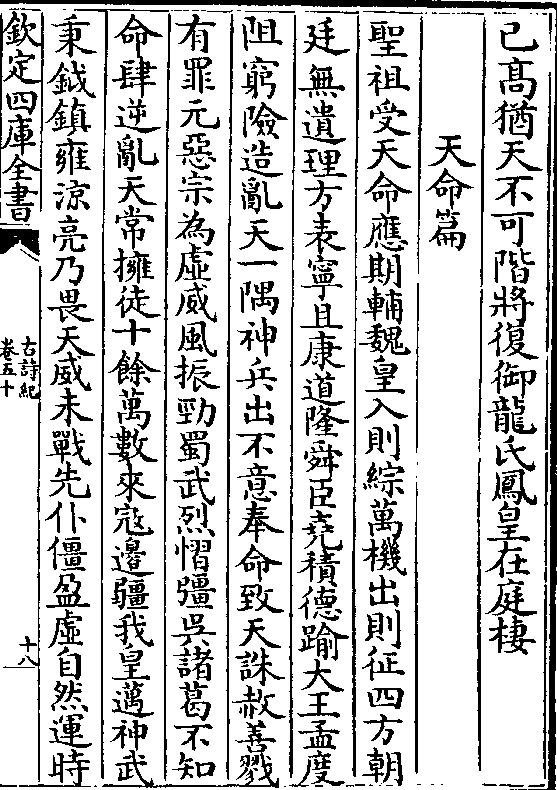 已髙猶天不可階將復御龍氏鳳皇在庭棲
天命篇
聖祖受天命應期輔魏皇入則綜萬機出則征四方朝
廷無遺理方表寧且康道隆舜臣堯積德踰大王孟度
阻窮險造亂天一隅神兵出不意奉命致天誅赦善戮
有罪元惡宗為虛威風振勁蜀武烈慴彊吳諸葛不知
命肆逆亂天常擁徒十餘萬數來寇邊疆我皇邁神武
秉鉞鎮雍涼亮乃畏天威未戰先仆僵盈虛自然運時
欽定四庫全書
古詩紀
卷五十
十八